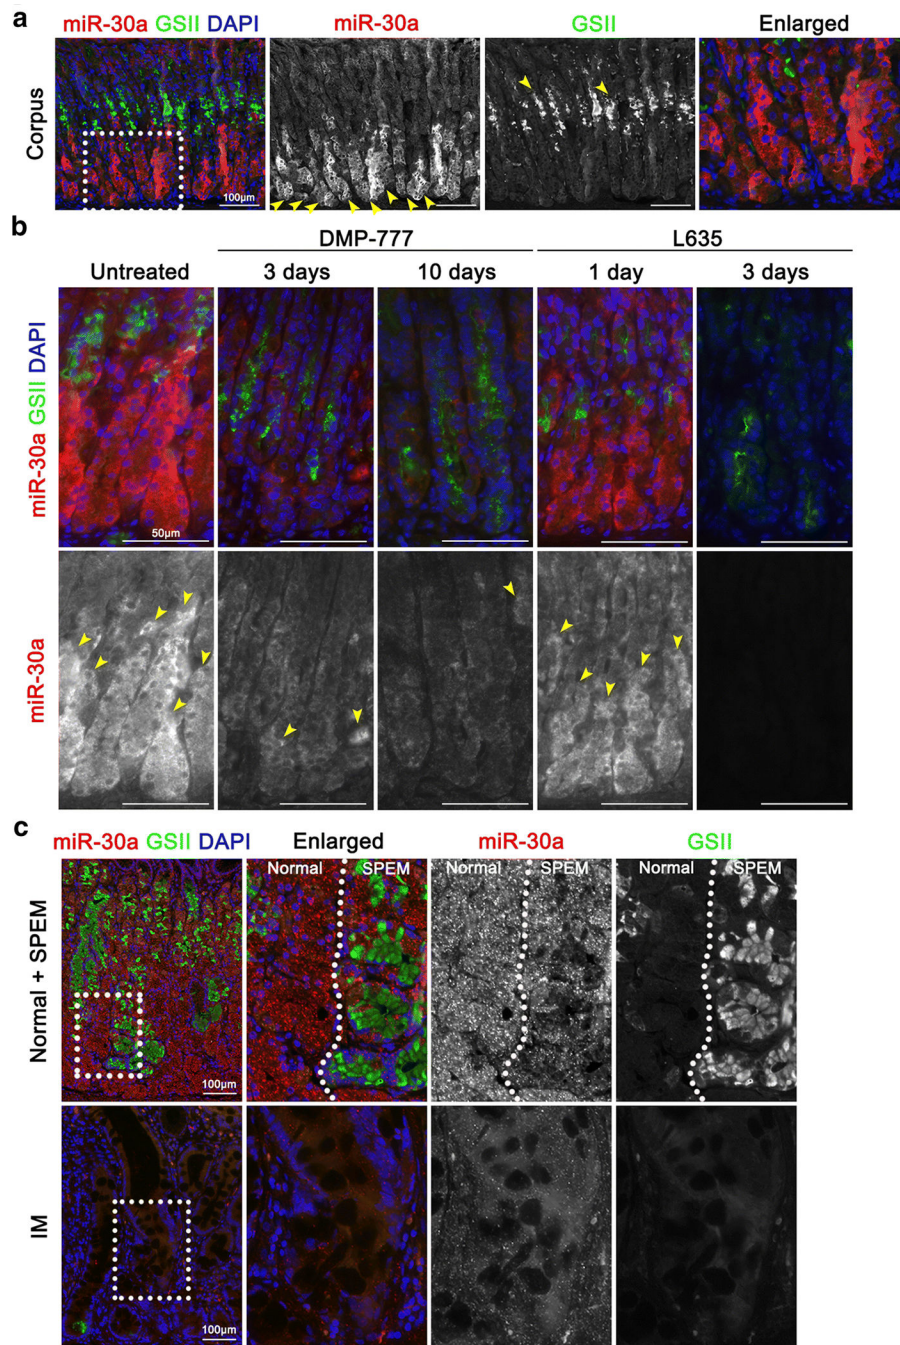 a
miR-30a GSII DAPI
miR-30a
GSII
Enlarged
Corpus
100µm
b
DMP-777
L635
Untreated
3 days
10 days
1 day
3 days
miR-30a GSII DAPI
50µm
miR-30a
c
miR-30a GSII DAPI
Enlarged
miR-30a
GSII
Normal + SPEM
Normal
SPEM
Normal
SPEM
Normal
SPEM
100µm
IM
100µm